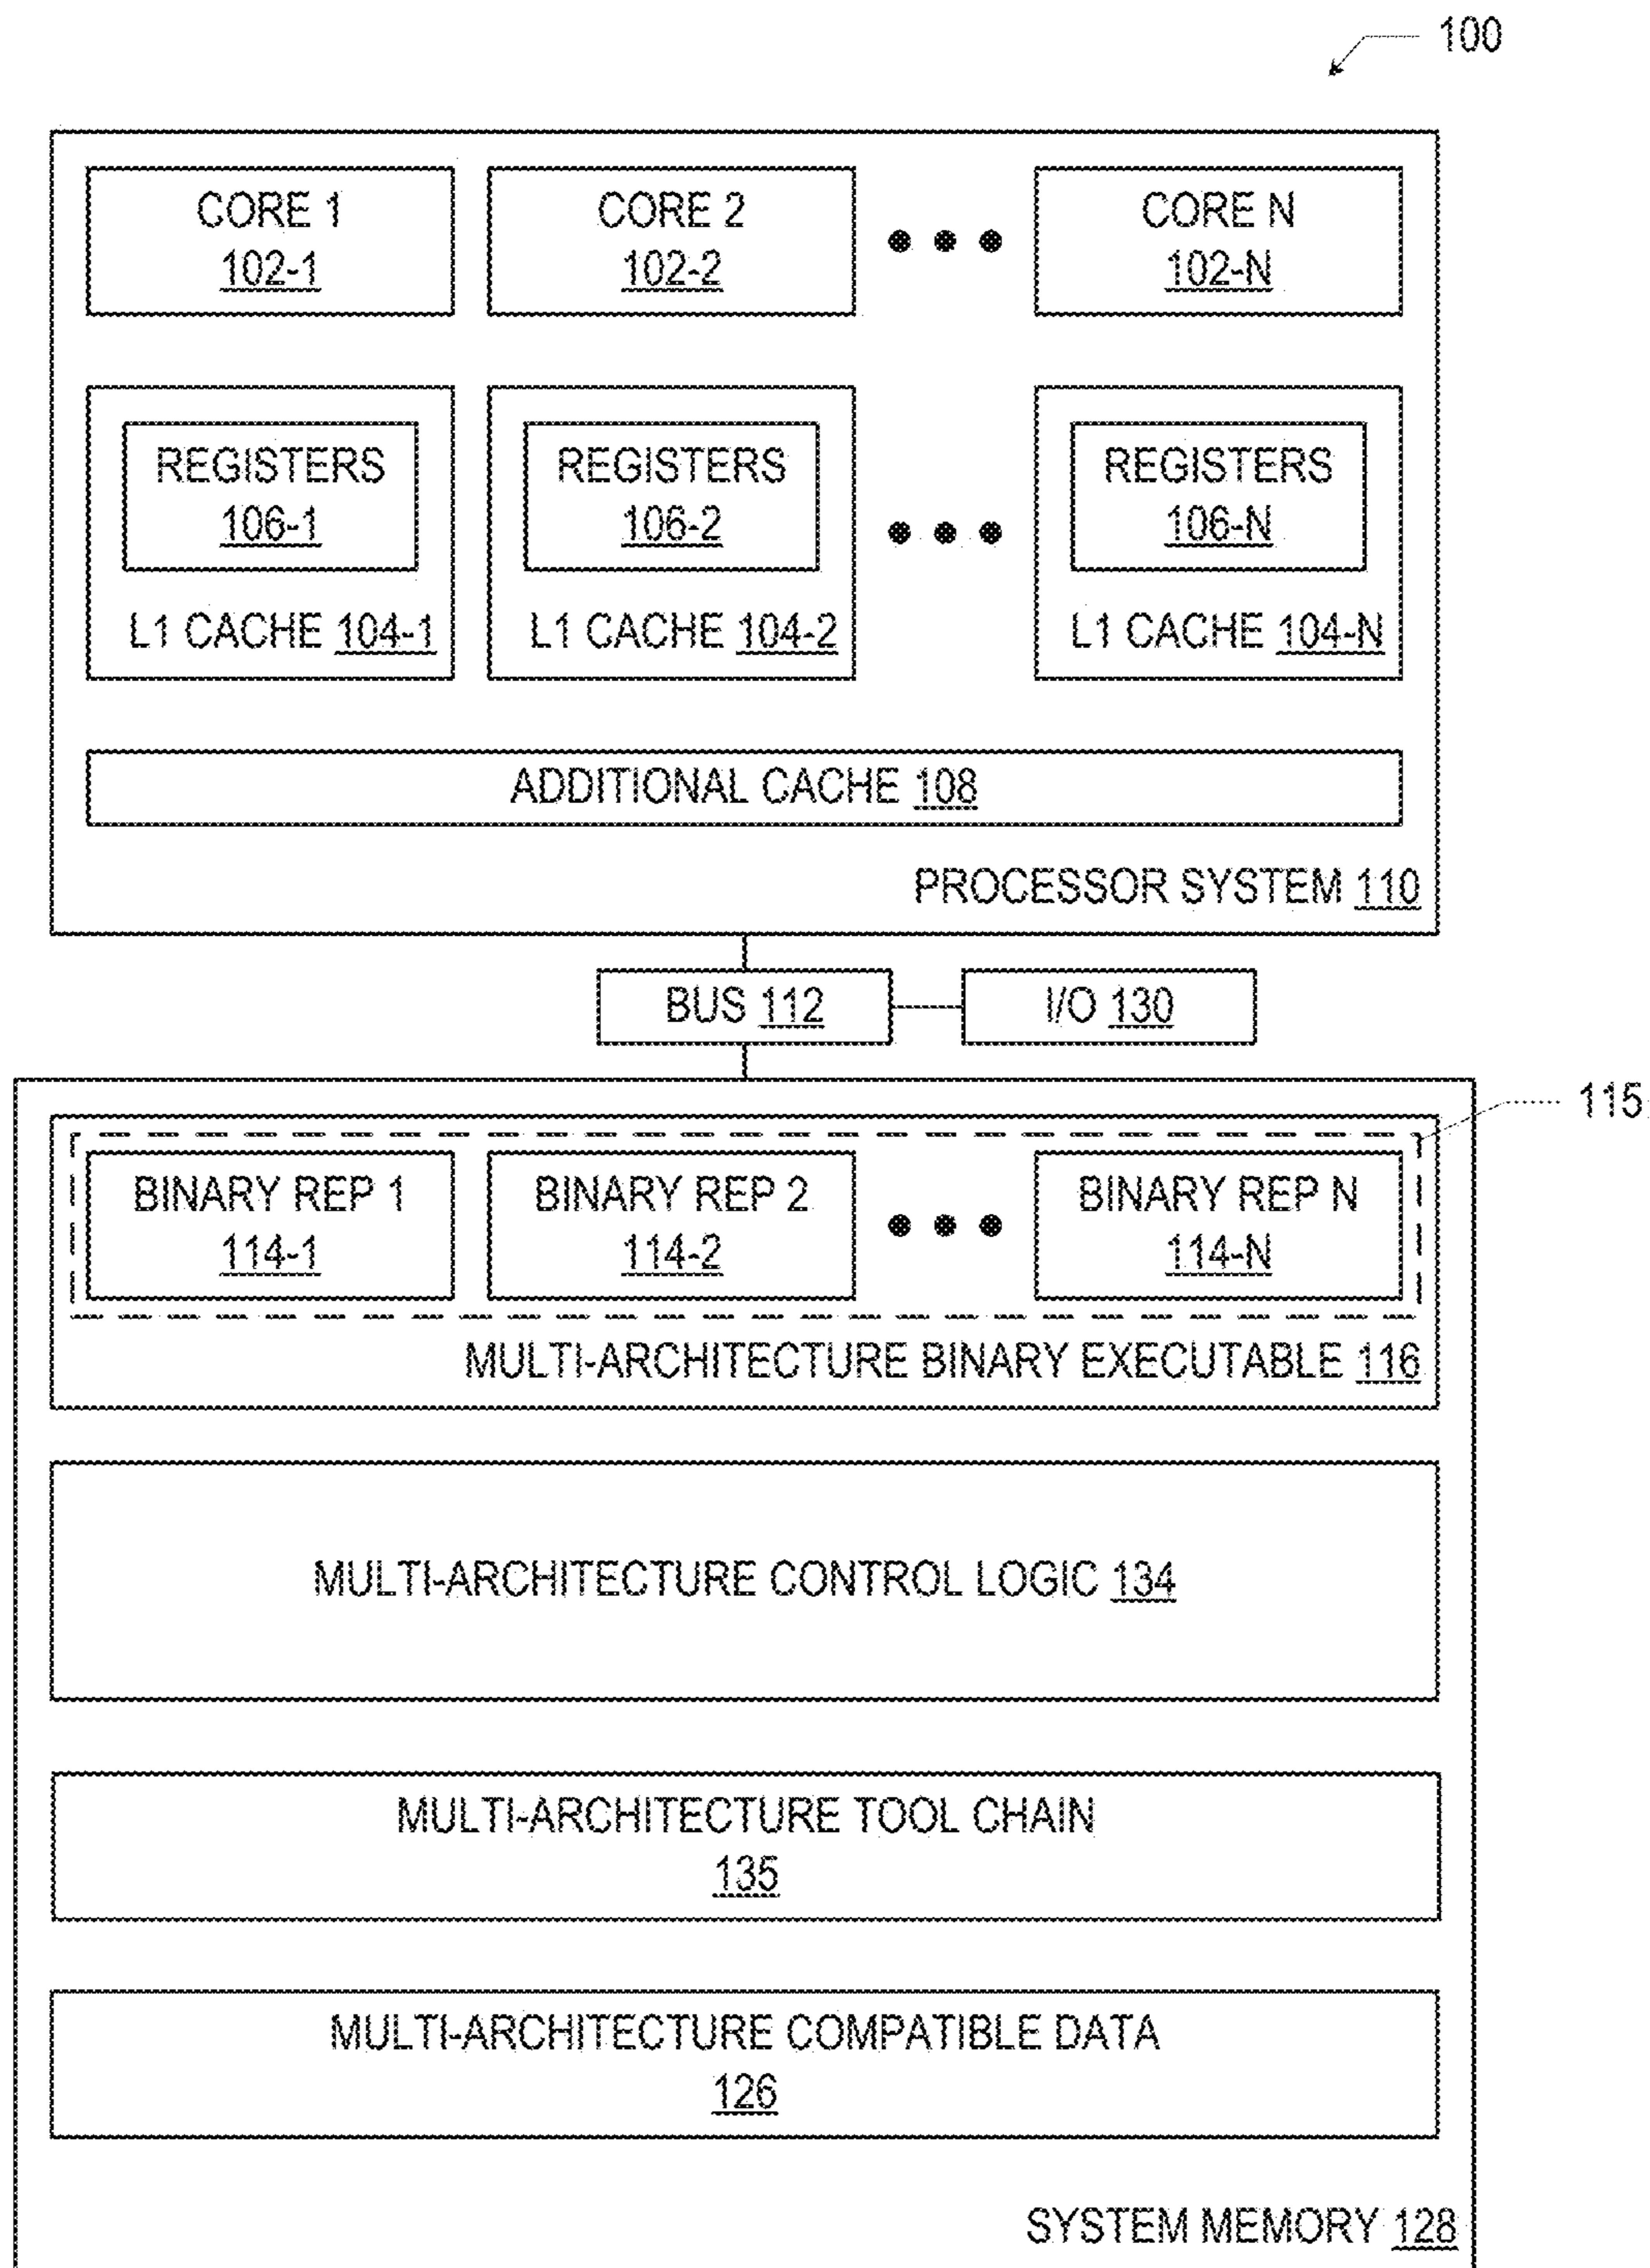 100
CORE 1
102-1
CORE 2
102-2
CORE N
102-N
REGISTERS
106-1
L1 CACHE 104-1
REGISTERS
106-2
L1 CACHE 104-2
REGISTERS
106-N
L1 CACHE 104-N
ADDITIONAL CACHE 108
PROCESSOR SYSTEM 110
BUS 112
I/O 130
115
BINARY REP 1
114-1
BINARY REP 2
114-2
BINARY REP N
114-N
MULTI-ARCHITECTURE BINARY EXECUTABLE 116
MULTI-ARCHITECTURE CONTROL LOGIC 134
MULTI-ARCHITECTURE TOOL CHAIN
135
MULTI-ARCHITECTURE COMPATIBLE DATA
126
SYSTEM MEMORY 128